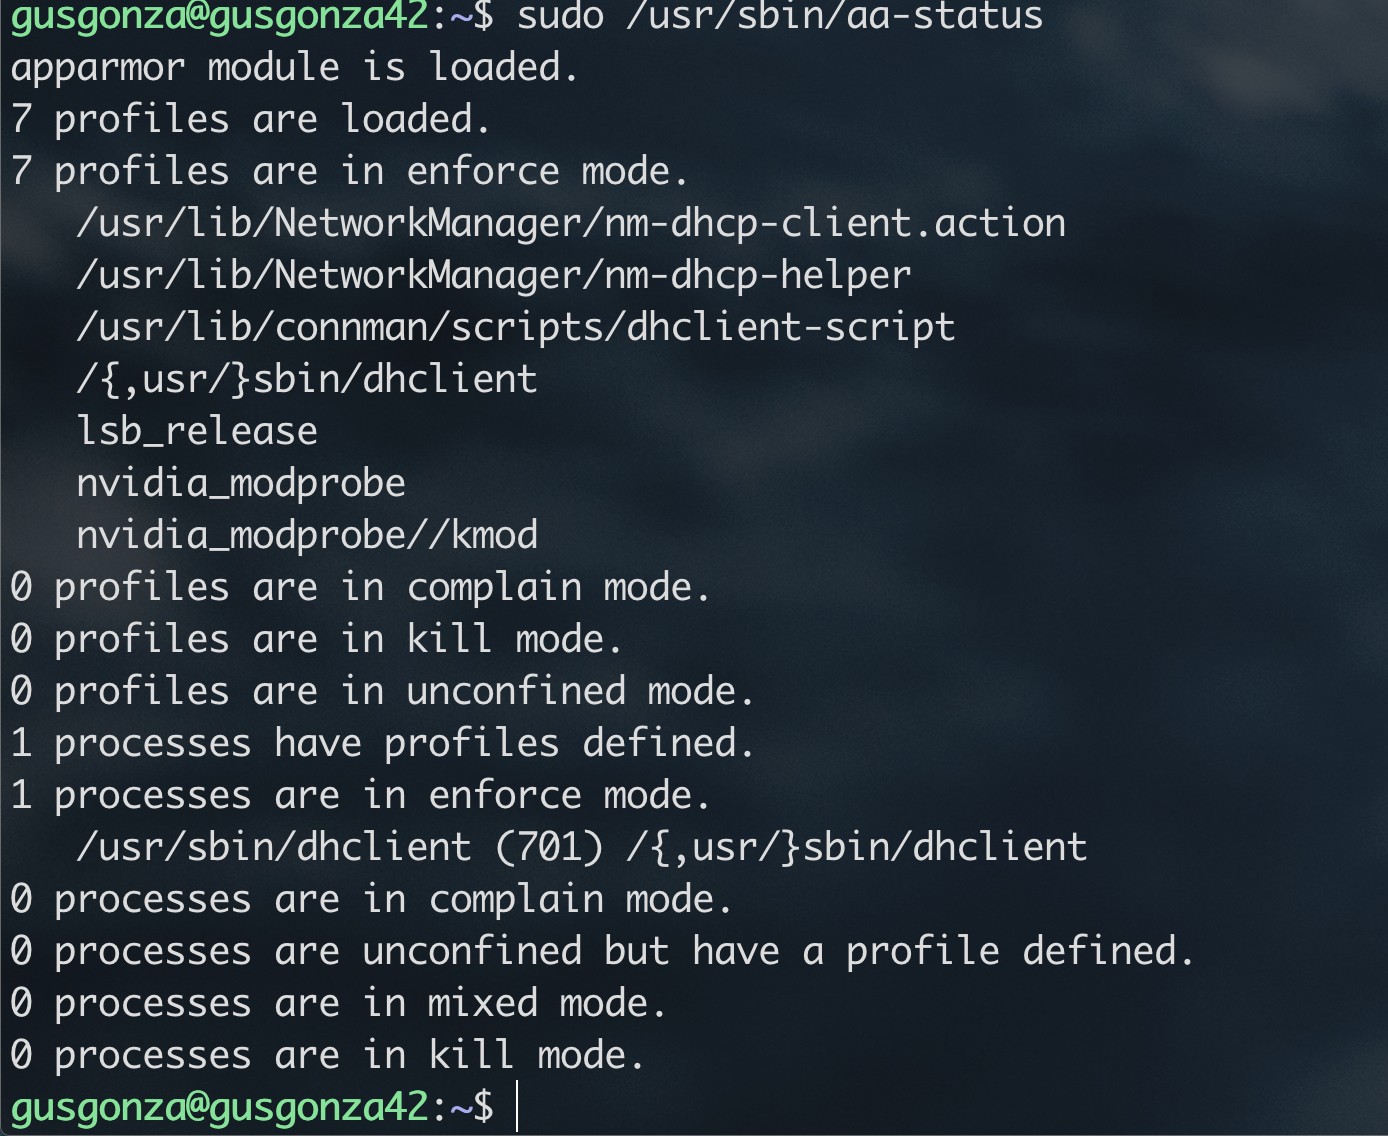 gusgonza@gusgonza42:~$ sudo /usr/sbin/aa-status
apparmor module is loaded.
7 profiles are loaded.
7 profiles are in enforce mode.
   /usr/lib/NetworkManager/nm-dhcp-client.action
   /usr/lib/NetworkManager/nm-dhcp-helper
   /usr/lib/connman/scripts/dhclient-script
   /{,usr/}sbin/dhclient
   lsb_release
   nvidia_modprobe
   nvidia_modprobe//kmod
0 profiles are in complain mode.
0 profiles are in kill mode.
0 profiles are in unconfined mode.
1 processes have profiles defined.
1 processes are in enforce mode.
   /usr/sbin/dhclient (701) /{,usr/}sbin/dhclient
0 processes are in complain mode.
0 processes are unconfined but have a profile defined.
0 processes are in mixed mode.
0 processes are in kill mode.
gusgonza@gusgonza42:~$